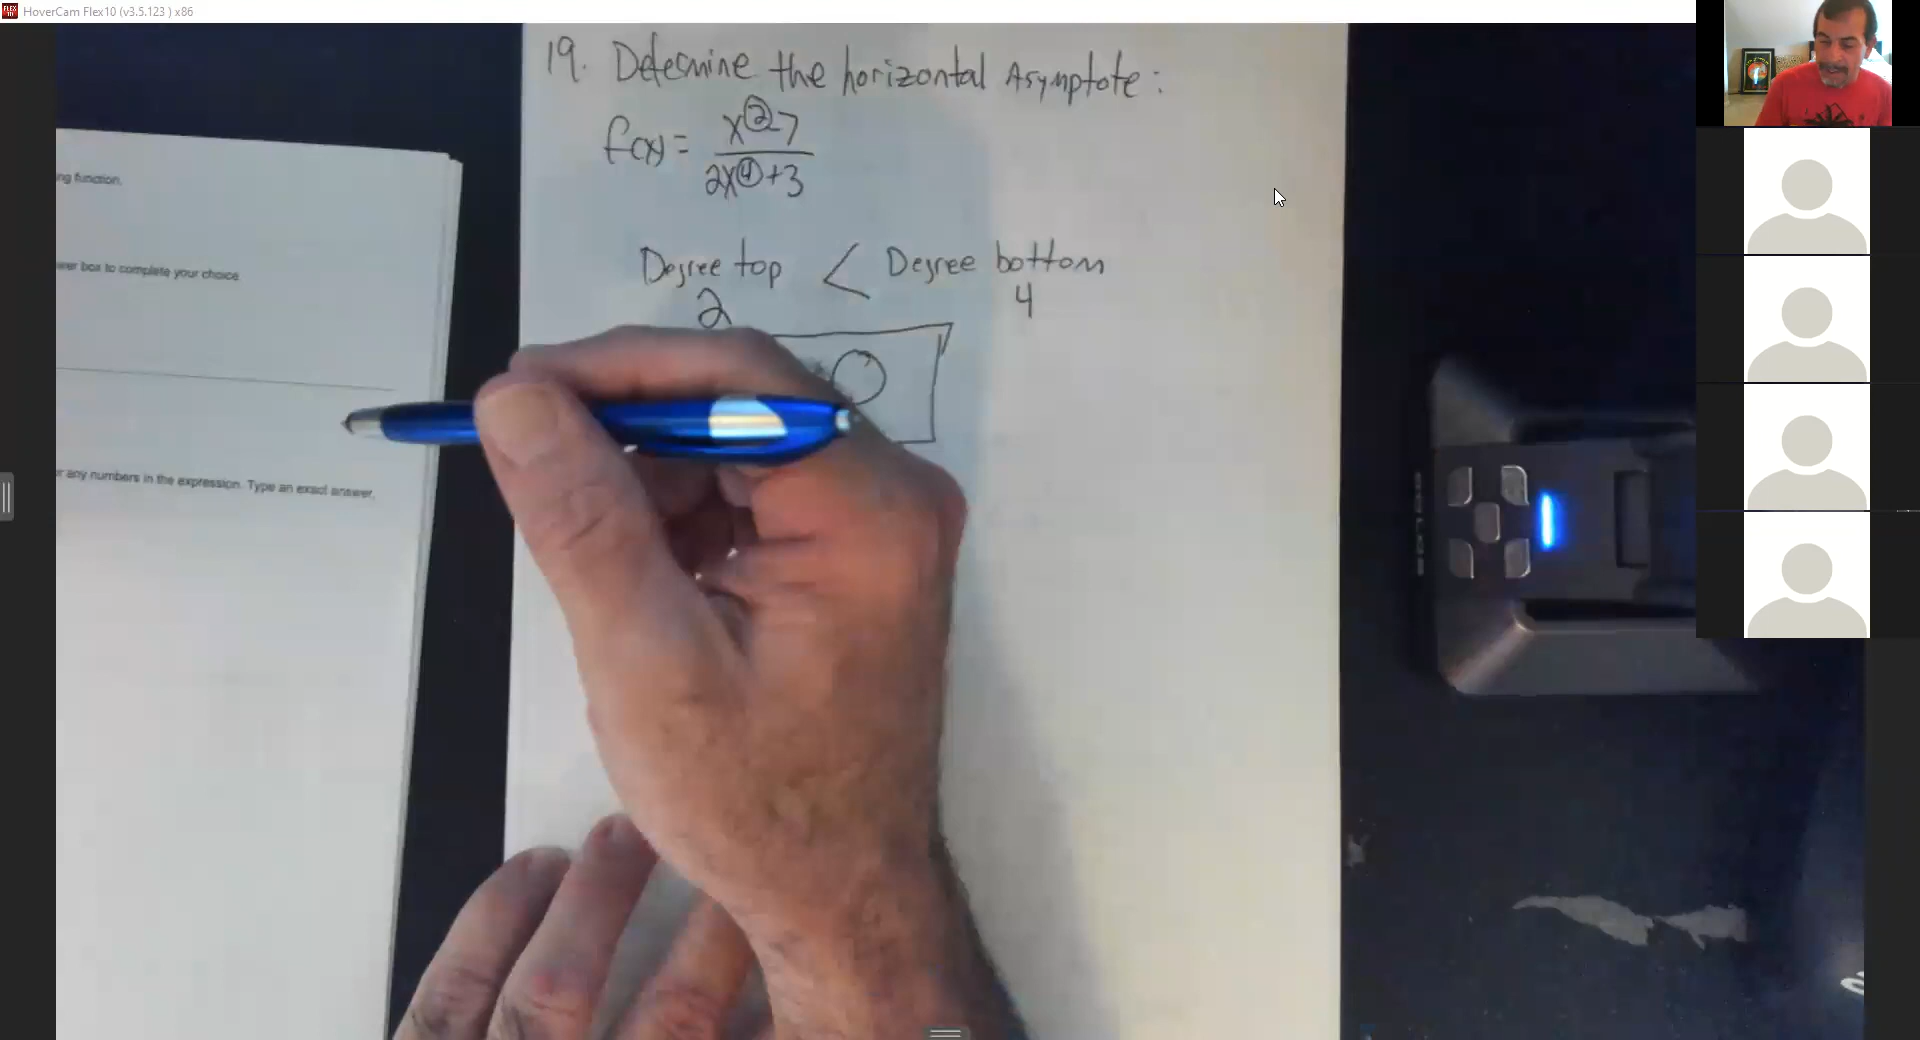 HoverCam Flex10 (v3.5.123 ) x86
19. Determine the horizontal Asymptote:
f(x) = x² - 7
2x⁴ + 3
Degree top < Degree bottom
2 4
0
ng function.
wer box to complete your choice.
r any numbers in the expression. Type an exact answer,